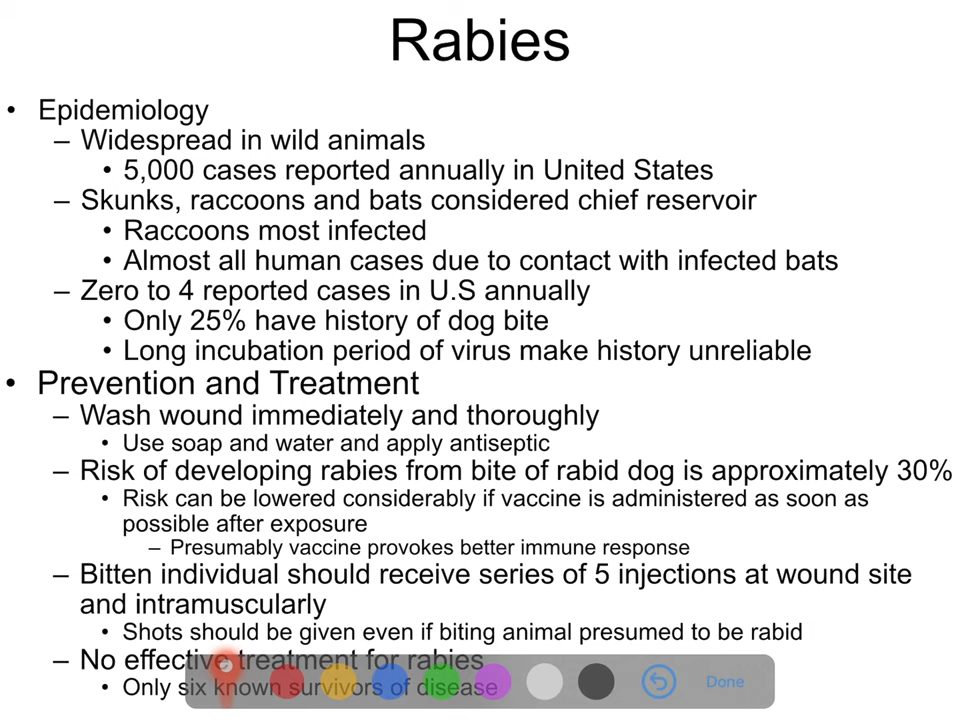 Rabies
• Epidemiology
– Widespread in wild animals
• 5,000 cases reported annually in United States
– Skunks, raccoons and bats considered chief reservoir
• Raccoons most infected
• Almost all human cases due to contact with infected bats
– Zero to 4 reported cases in U.S annually
• Only 25% have history of dog bite
• Long incubation period of virus make history unreliable
• Prevention and Treatment
– Wash wound immediately and thoroughly
• Use soap and water and apply antiseptic
– Risk of developing rabies from bite of rabid dog is approximately 30%
• Risk can be lowered considerably if vaccine is administered as soon as
possible after exposure
– Presumably vaccine provokes better immune response
– Bitten individual should receive series of 5 injections at wound site
and intramuscularly
• Shots should be given even if biting animal presumed to be rabid
– No effective treatment for rabies
• Only six known survivors of disease
Done